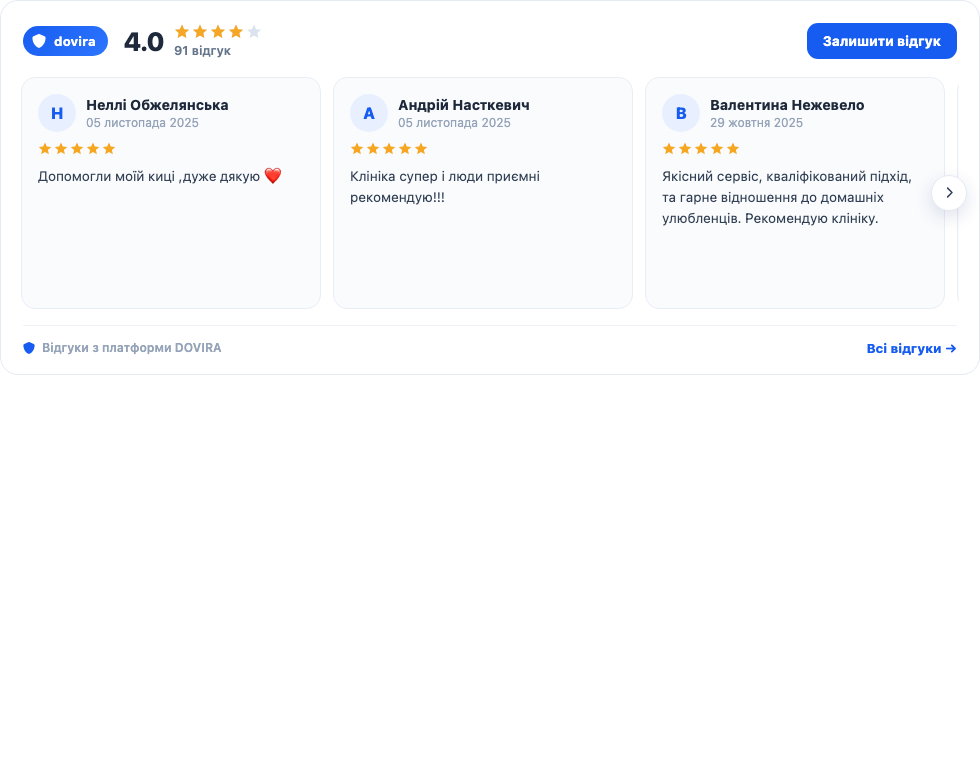 dovira
4.0
91 відгук
Залишити відгук
Н
Неллі Обжелянська
05 листопада 2025
Допомогли моїй киці ,дуже дякую ❤️
А
Андрій Насткевич
05 листопада 2025
Клініка супер і люди приємні
рекомендую!!!
В
Валентина Нежевело
29 жовтня 2025
Якісний сервіс, кваліфікований підхід,
та гарне відношення до домашніх
улюбленців. Рекомендую клініку.
Відгуки з платформи DOVIRA
Всі відгуки →